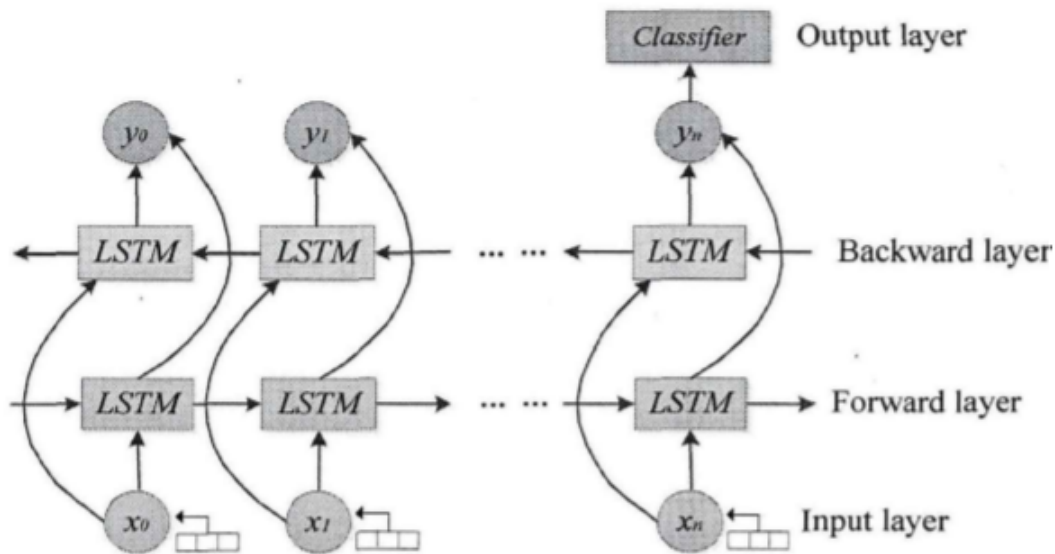 Classifier Output layer
y0 y1 yn
LSTM LSTM ... ... LSTM Backward layer
LSTM LSTM ... ... LSTM Forward layer
x0 x1 xn Input layer